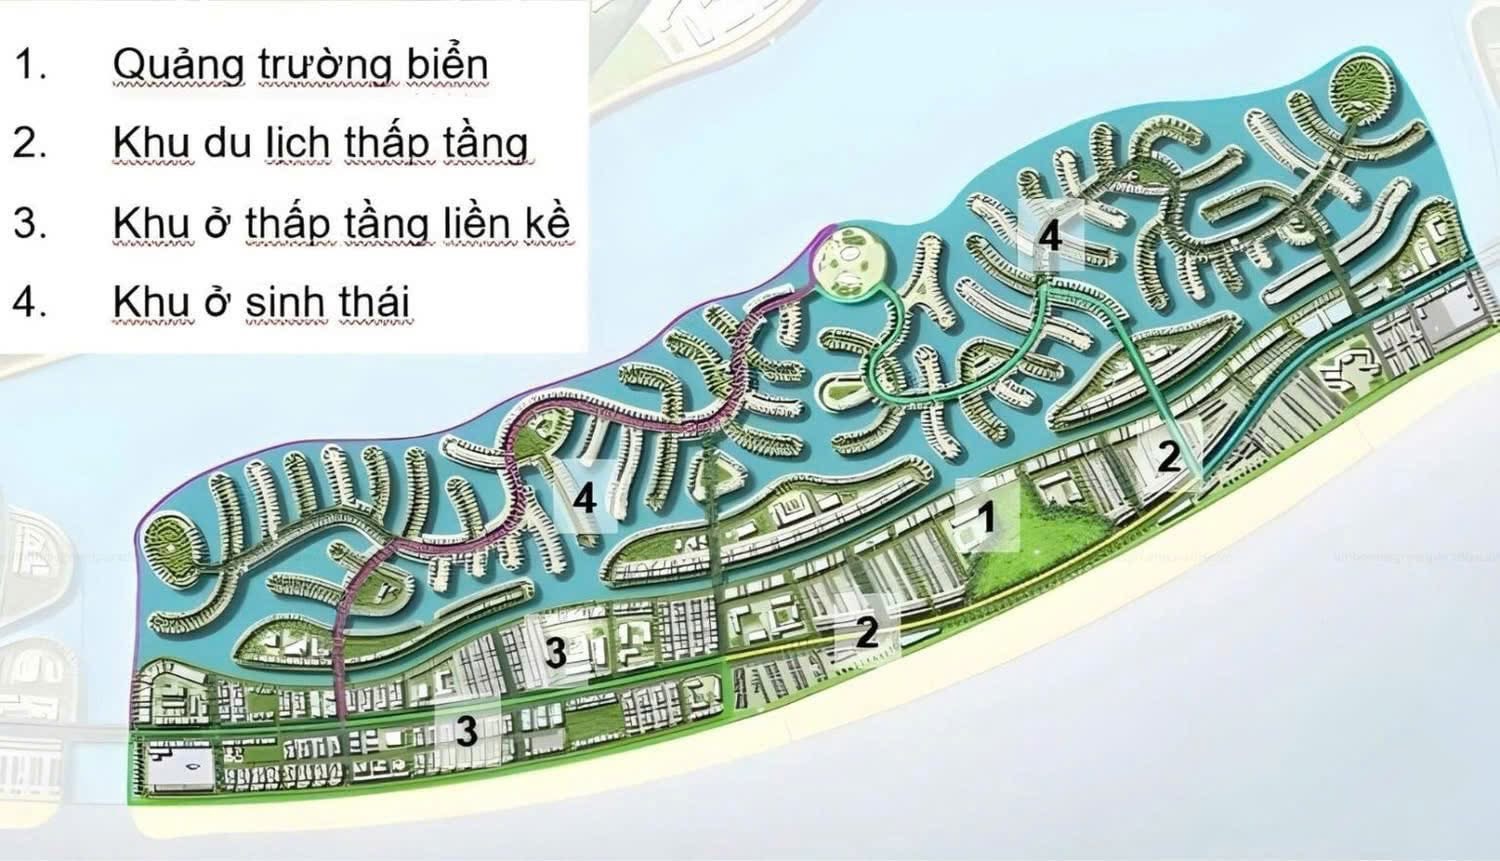 1. Quảng trường biển
2. Khu du lịch thấp tầng
3. Khu ở thấp tầng liền kề
4. Khu ở sinh thái
4
4
2
1
2
3
3